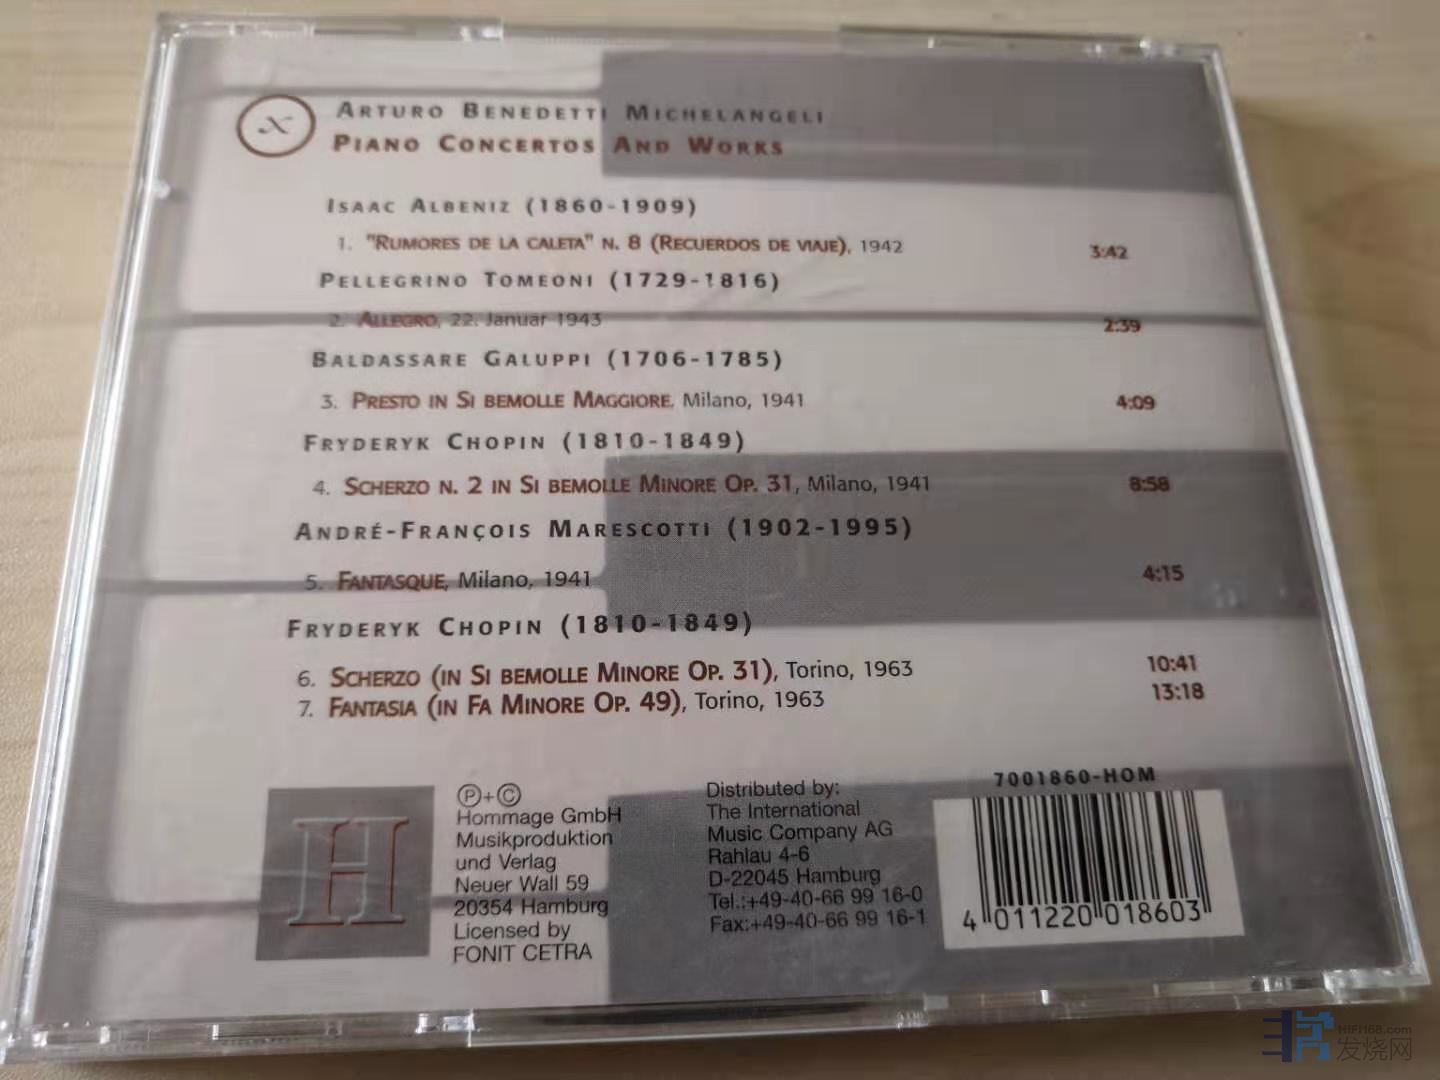 x
ARTURO BENEDETTI MICHELANGELI
PIANO CONCERTOS AND WORKS
ISAAC ALBENIZ (1860-1909)
1. "RUMORES DE LA CALETA" N. 8 (RECUERDOS DE VIAJE), 1942 3:42
PELLEGRINO TOMEONI (1729-1816)
2. ALLEGRO, 22. Januar 1943 2:39
BALDASSARE GALUPPI (1706-1785)
3. PRESTO IN SI BEMOLLE MAGGIORE, Milano, 1941 4:09
FRYDERYK CHOPIN (1810-1849)
4. SCHERZO N. 2 IN SI BEMOLLE MINORE OP. 31, Milano, 1941 8:58
ANDRÉ-FRANÇOIS MARESCOTTI (1902-1995)
5. FANTASQUE, Milano, 1941 4:15
FRYDERYK CHOPIN (1810-1849)
6. SCHERZO (IN SI BEMOLLE MINORE OP. 31), Torino, 1963 10:41
7. FANTASIA (IN FA MINORE OP. 49), Torino, 1963 13:18
H
Ⓟ+©
Hommage GmbH
Musikproduktion
und Verlag
Neuer Wall 59
20354 Hamburg
Licensed by
FONIT CETRA
Distributed by:
The International
Music Company AG
Rahlau 4-6
D-22045 Hamburg
Tel.:+49-40-66 99 16-0
Fax:+49-40-66 99 16-1
7001860-HOM
4 011220 018603
HIFI168.com
发烧网